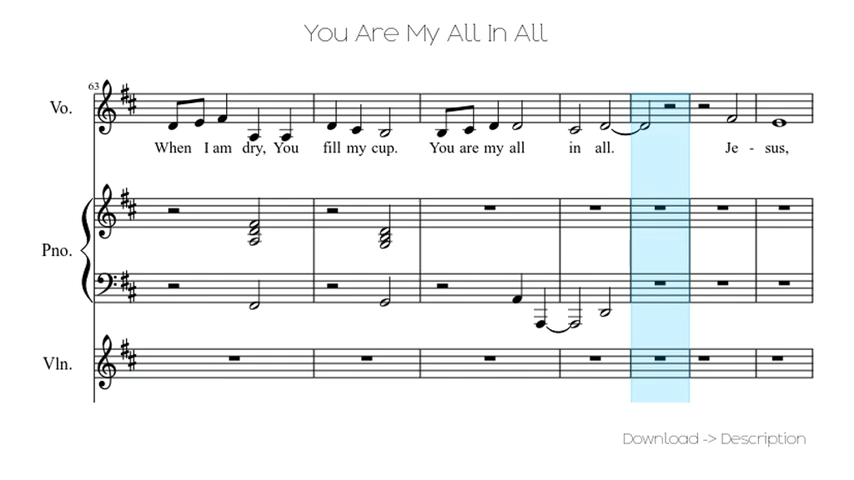 You Are My All In All
63
Vo.
When I am dry, You fill my cup. You are my all in all. Je - sus,
Pno.
Vln.
Download -> Description